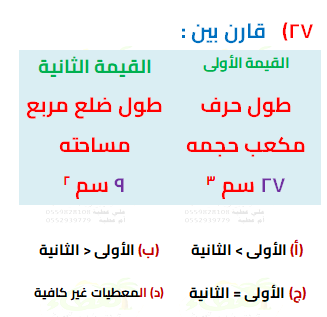 ٢٧) قارن بين :
القيمة الأولى
القيمة الثانية
طول حرف
مكعب حجمه
٢٧ سم ٣
طول ضلع مربع
مساحته
٩ سم ٢
(أ) الأولى > الثانية
(ب) الأولى < الثانية
(ج) الأولى = الثانية
(د) المعطيات غير كافية